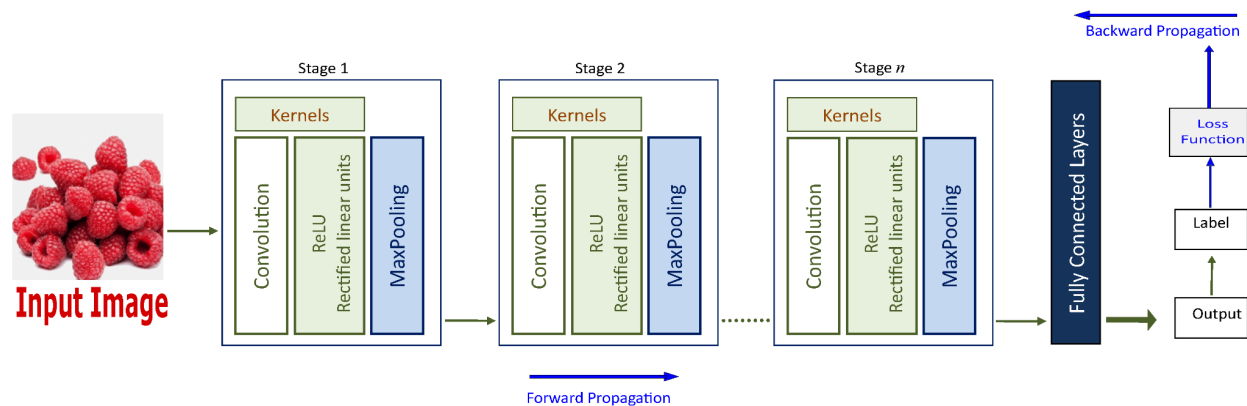 Backward Propagation
Stage 1
Stage 2
Stage n
Kernels
Convolution
ReLU
Rectified linear units
MaxPooling
Kernels
Convolution
ReLU
Rectified linear units
MaxPooling
Kernels
Convolution
ReLU
Rectified linear units
MaxPooling
Fully Connected Layers
Loss
Function
Label
Output
Input Image
Forward Propagation